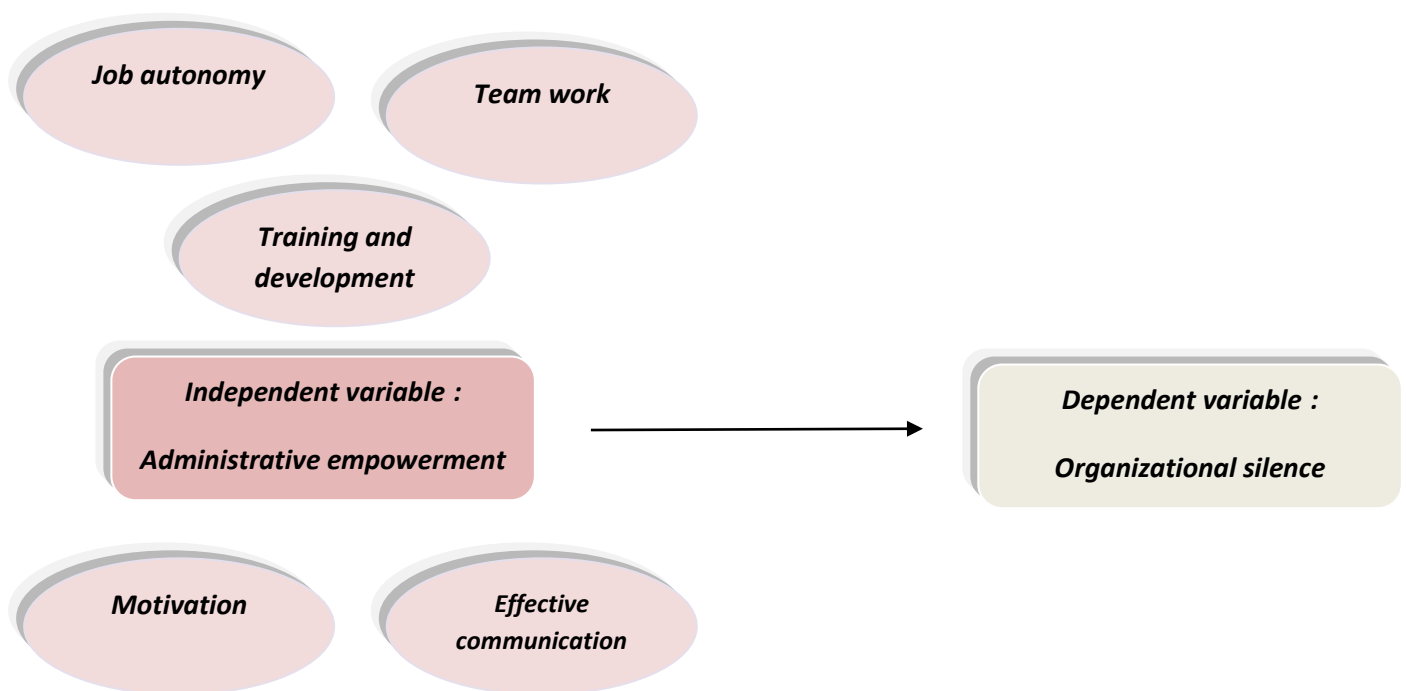 Job autonomy
Team work
Training and
development
Independent variable :
Administrative empowerment
Dependent variable :
Organizational silence
Motivation
Effective
communication